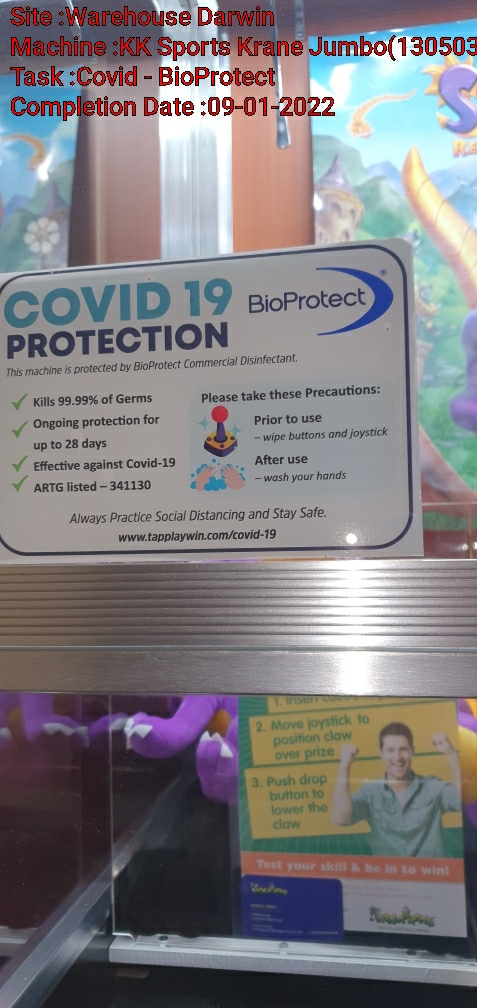 Site :Warehouse Darwin
Machine :KK Sports Krane Jumbo(130503
Task :Covid - BioProtect
Completion Date :09-01-2022
COVID 19
PROTECTION
BioProtect®
This machine is protected by BioProtect Commercial Disinfectant.
Kills 99.99% of Germs
Ongoing protection for
up to 28 days
Effective against Covid-19
ARTG listed – 341130
Please take these Precautions:
Prior to use
– wipe buttons and joystick
After use
– wash your hands
Always Practice Social Distancing and Stay Safe.
www.tapplaywin.com/covid-19
1. Insert
2. Move joystick to
position claw
over prize
3. Push drop
button to
lower the
claw
Test your skill & be in to win!